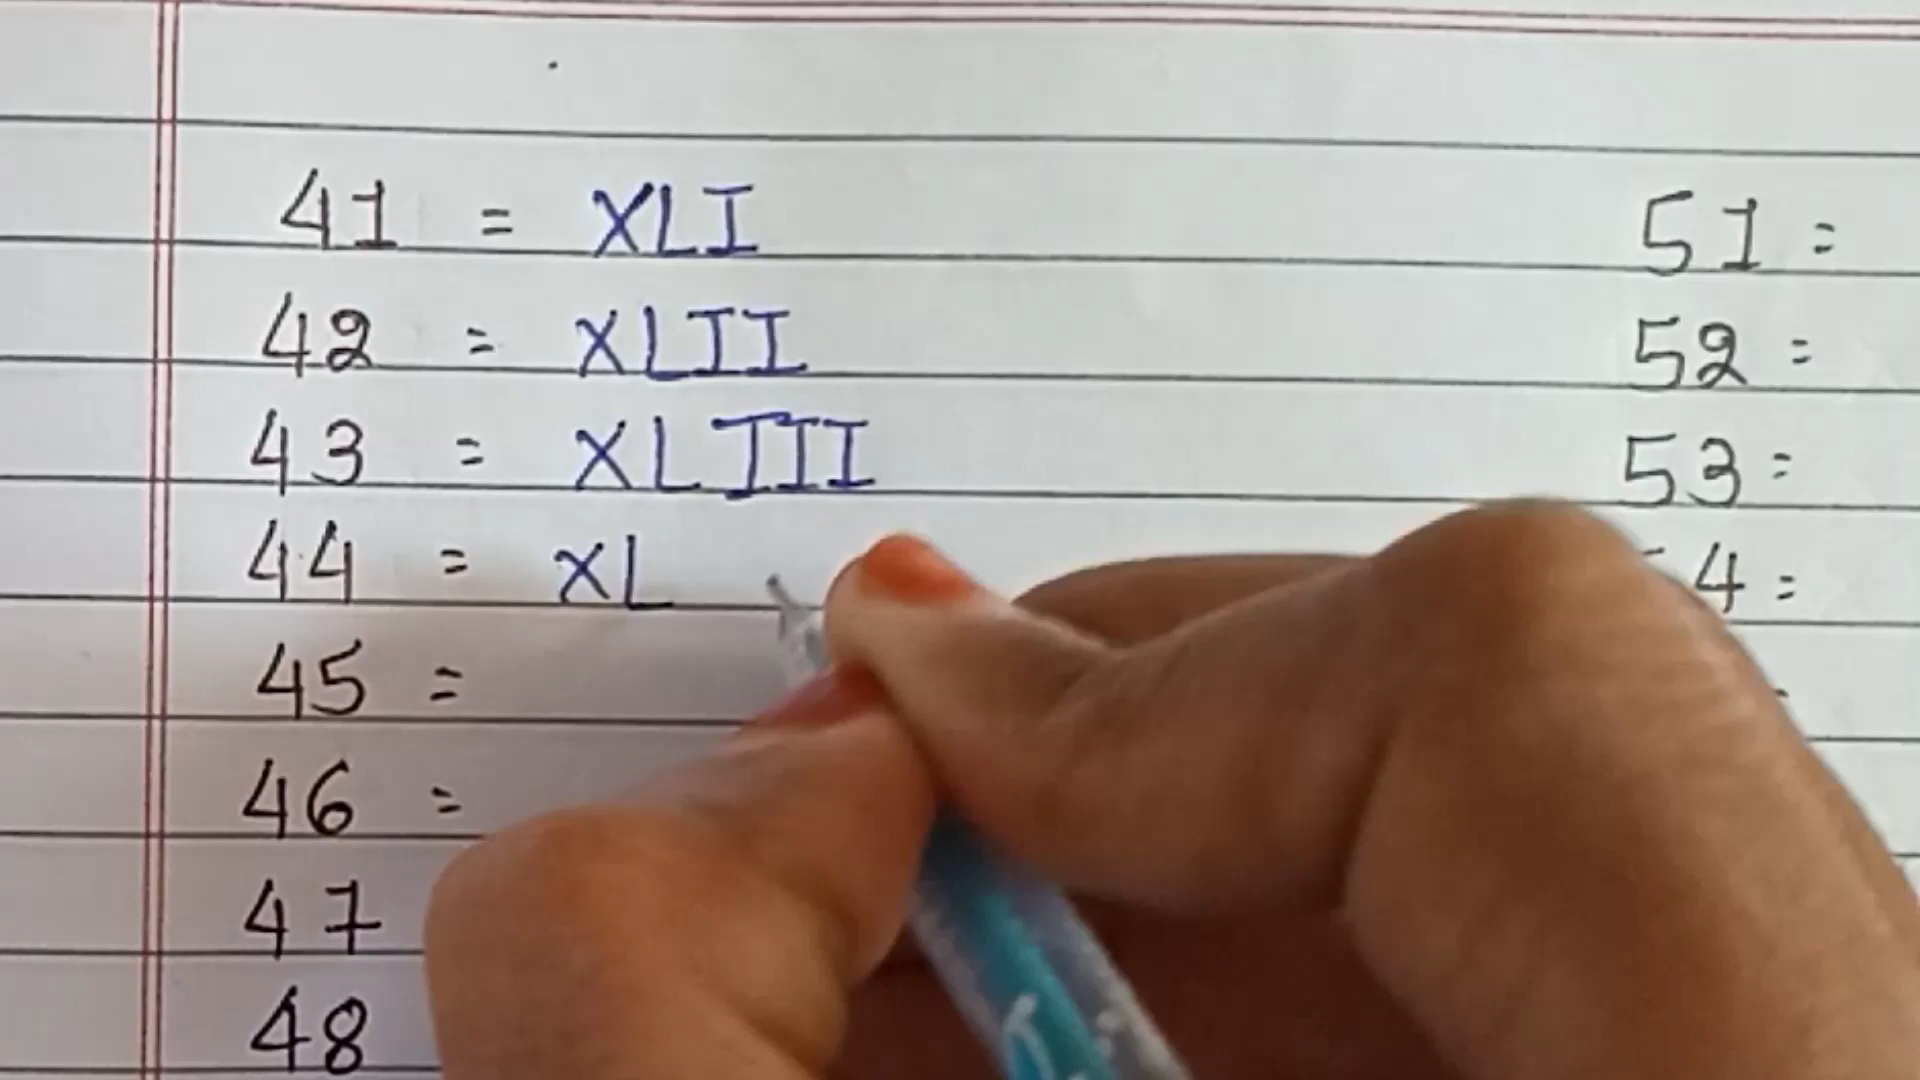 41 = XLI 51 =
42 = XLII 52 =
43 = XLIII 53 =
44 = XL 4 =
45 =
46 =
47
48